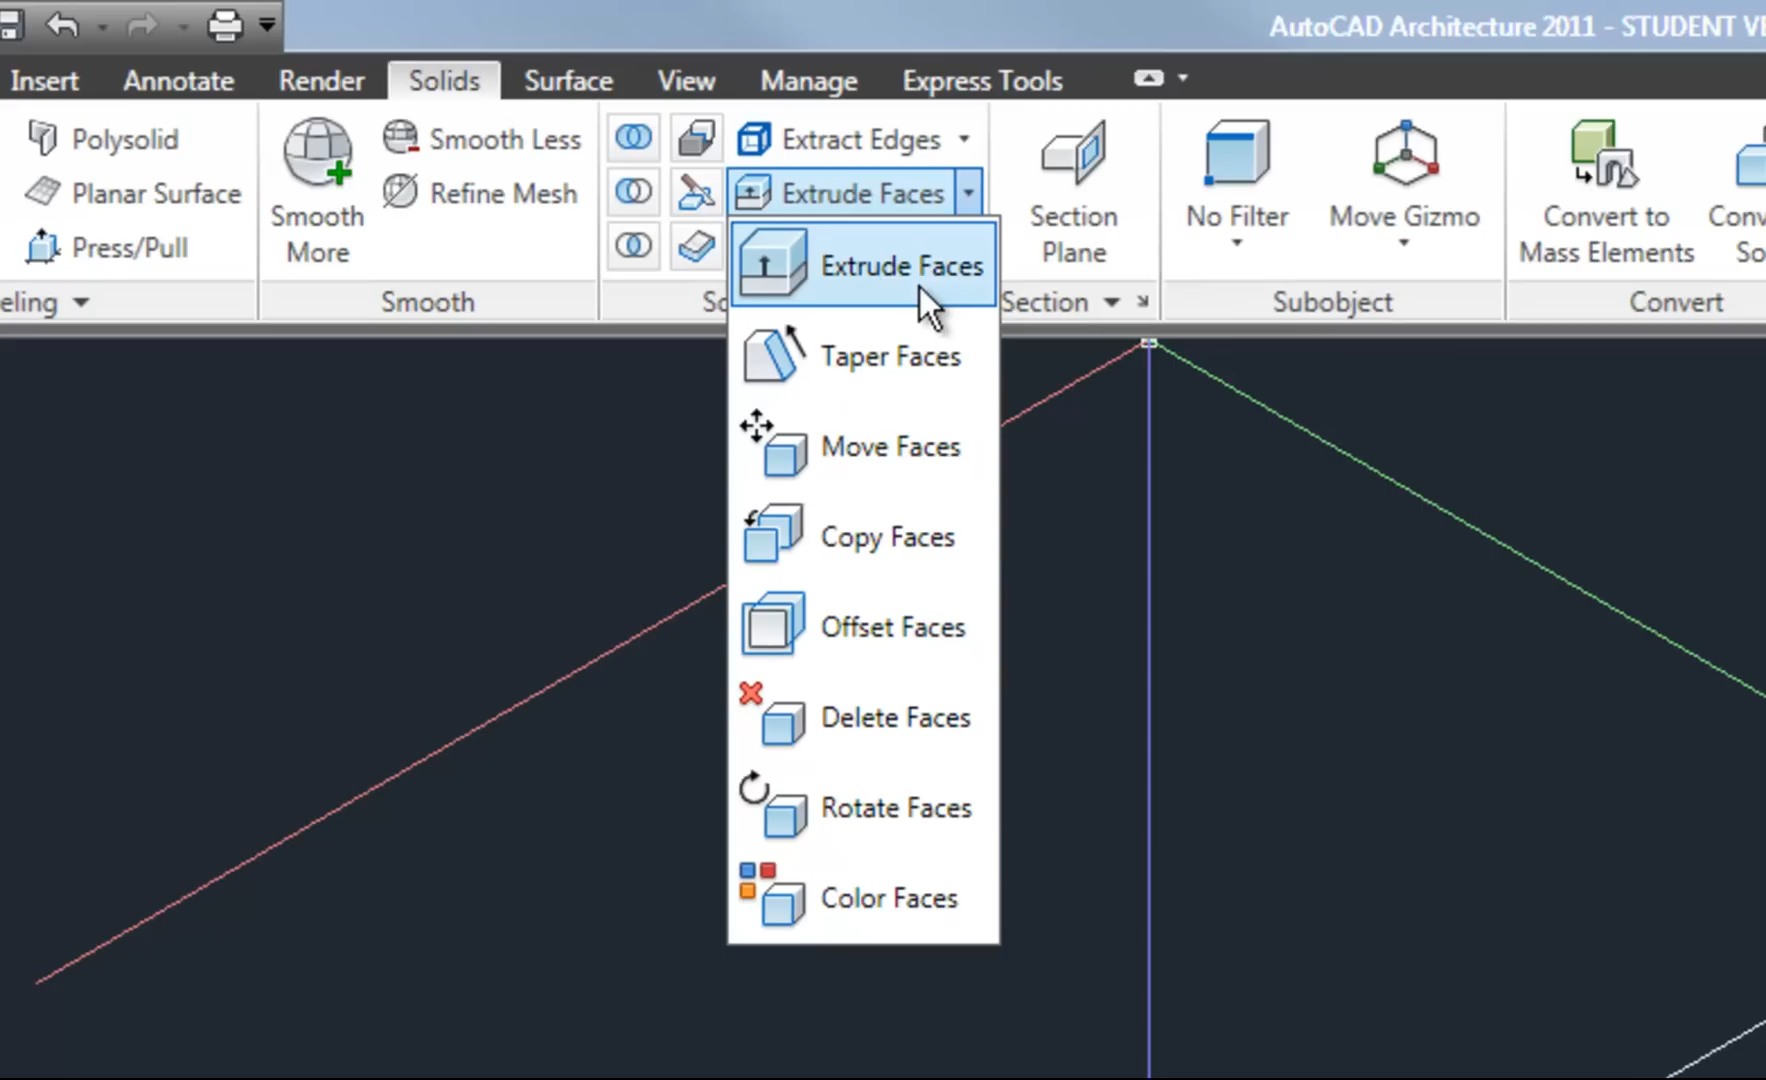 AutoCAD Architecture 2011 - STUDENT VE
Insert Annotate Render Solids Surface View Manage Express Tools
Polysolid
Planar Surface
Press/Pull
eling
Smooth More
Smooth Less
Refine Mesh
Smooth
Extract Edges
Extrude Faces
So
Extrude Faces
Taper Faces
Move Faces
Copy Faces
Offset Faces
Delete Faces
Rotate Faces
Color Faces
Section
Plane
Section
No Filter
Move Gizmo
Subobject
Convert to
Mass Elements
Conv
So
Convert